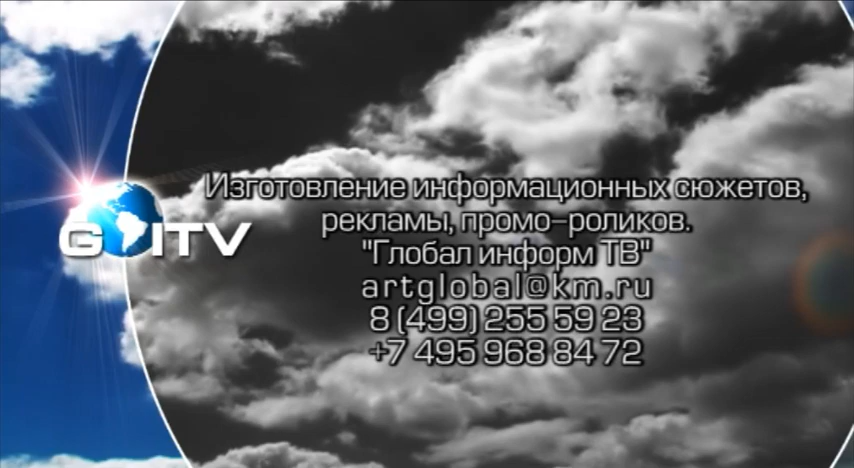 G ITV
Изготовление информационных сюжетов,
рекламы, промо-роликов.
"Глобал информ ТВ"
artglobal@km.ru
8 (499) 255 59 23
+7 495 968 84 72